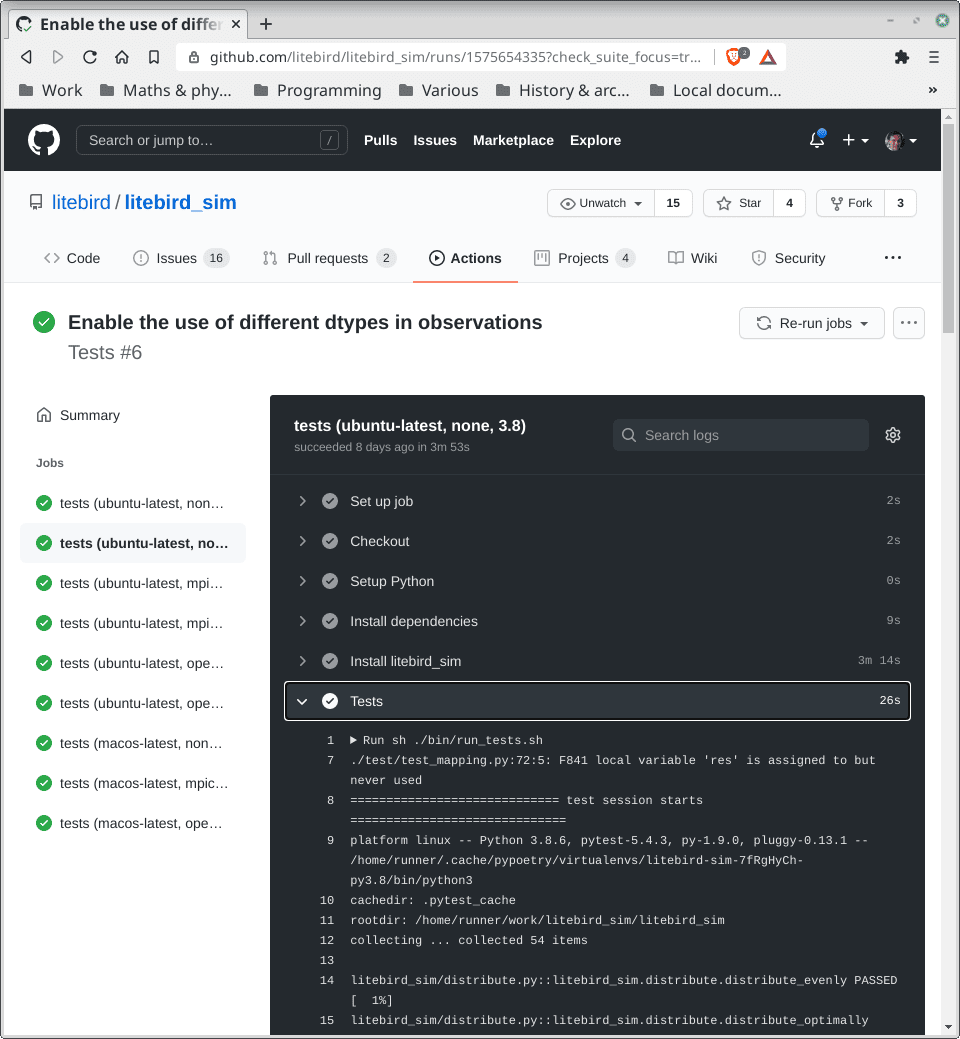 Enable the use of differ
github.com/litebird/litebird_sim/runs/1575654335?check_suite_focus=tr...
2
Work Maths & phy... Programming Various History & arc... Local docum... »
Search or jump to… / Pulls Issues Marketplace Explore
litebird / litebird_sim Unwatch 15 Star 4 Fork 3
Code Issues 16 Pull requests 2 Actions Projects 4 Wiki Security ...
Enable the use of different dtypes in observations
Tests #6
Re-run jobs ...
Summary
Jobs
tests (ubuntu-latest, non…
tests (ubuntu-latest, no…
tests (ubuntu-latest, mpi…
tests (ubuntu-latest, mpi…
tests (ubuntu-latest, ope…
tests (ubuntu-latest, ope…
tests (macos-latest, non…
tests (macos-latest, mpic…
tests (macos-latest, ope…
tests (ubuntu-latest, none, 3.8)
succeeded 8 days ago in 3m 53s
Search logs
Set up job 2s
Checkout 2s
Setup Python 0s
Install dependencies 9s
Install litebird_sim 3m 14s
Tests 26s
1 Run sh ./bin/run_tests.sh
7 ./test/test_mapping.py:72:5: F841 local variable 'res' is assigned to but
never used
8 ============================= test session starts
==============================
9 platform linux -- Python 3.8.6, pytest-5.4.3, py-1.9.0, pluggy-0.13.1 --
/home/runner/.cache/pypoetry/virtualenvs/litebird-sim-7fRgHyCh-
py3.8/bin/python3
10 cachedir: .pytest_cache
11 rootdir: /home/runner/work/litebird_sim/litebird_sim
12 collecting ... collected 54 items
13
14 litebird_sim/distribute.py::litebird_sim.distribute.distribute_evenly PASSED
[  1%]
15 litebird_sim/distribute.py::litebird_sim.distribute.distribute_optimally